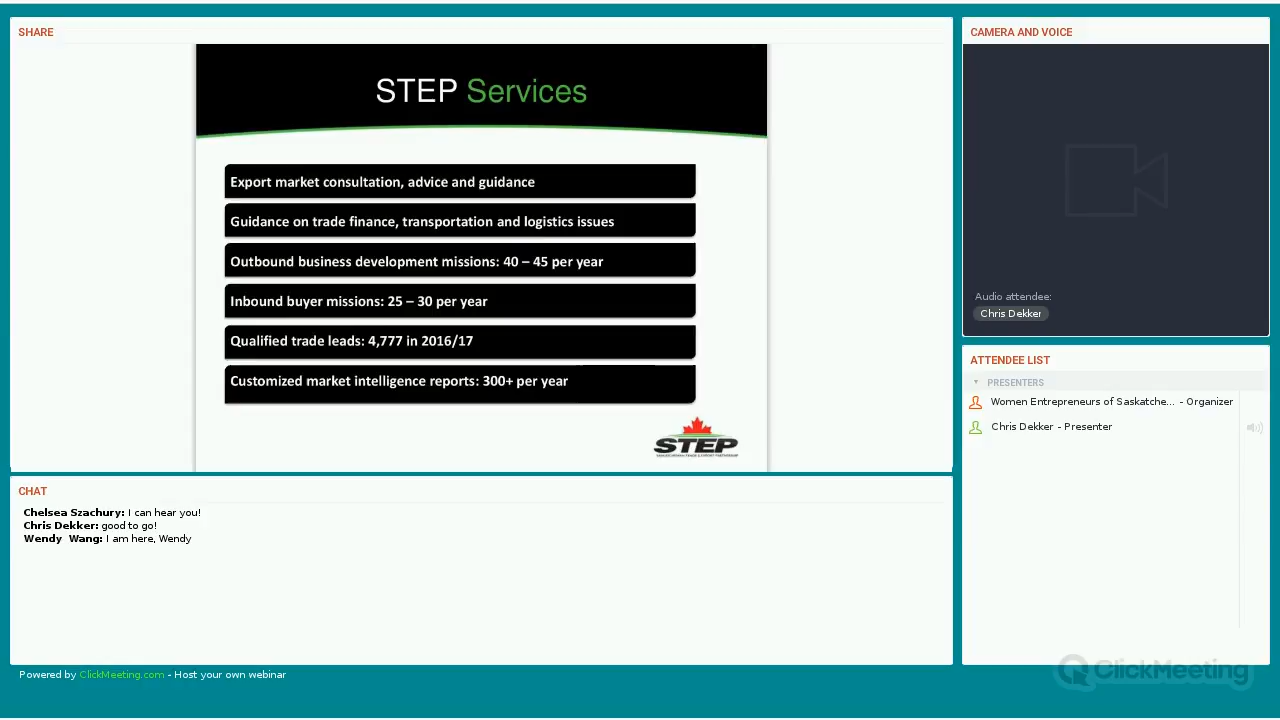 SHARE
STEP Services
Export market consultation, advice and guidance
Guidance on trade finance, transportation and logistics issues
Outbound business development missions: 40 – 45 per year
Inbound buyer missions: 25 – 30 per year
Qualified trade leads: 4,777 in 2016/17
Customized market intelligence reports: 300+ per year
STEP
CHAT
Chelsea Szachury: I can hear you!
Chris Dekker: good to go!
Wendy Wang: I am here, Wendy
CAMERA AND VOICE
Audio attendee:
Chris Dekker
ATTENDEE LIST
PRESENTERS
Women Entrepreneurs of Saskatche... - Organizer
Chris Dekker - Presenter
Powered by ClickMeeting.com - Host your own webinar
ClickMeeting